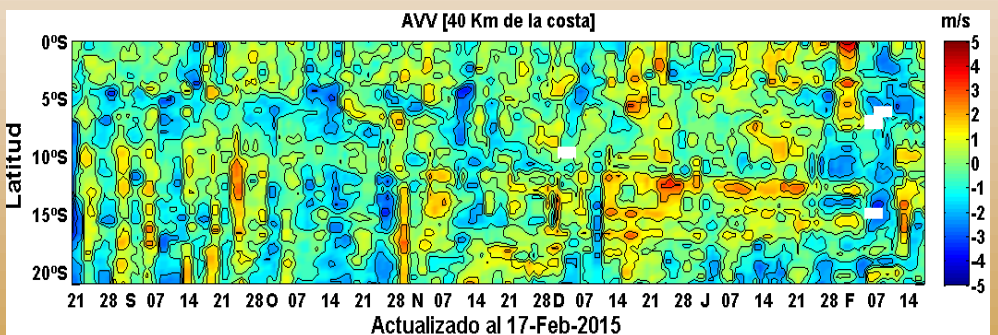 AVV [40 Km de la costa]
m/s
0ºS
5ºS
10ºS
15ºS
20ºS
Latitud
5
4
3
2
1
0
-1
-2
-3
-4
-5
21 28 S 07 14 21 28 O 07 14 21 28 N 07 14 21 28 D 07 14 21 28 J 07 14 21 28 F 07 14
Actualizado al 17-Feb-2015